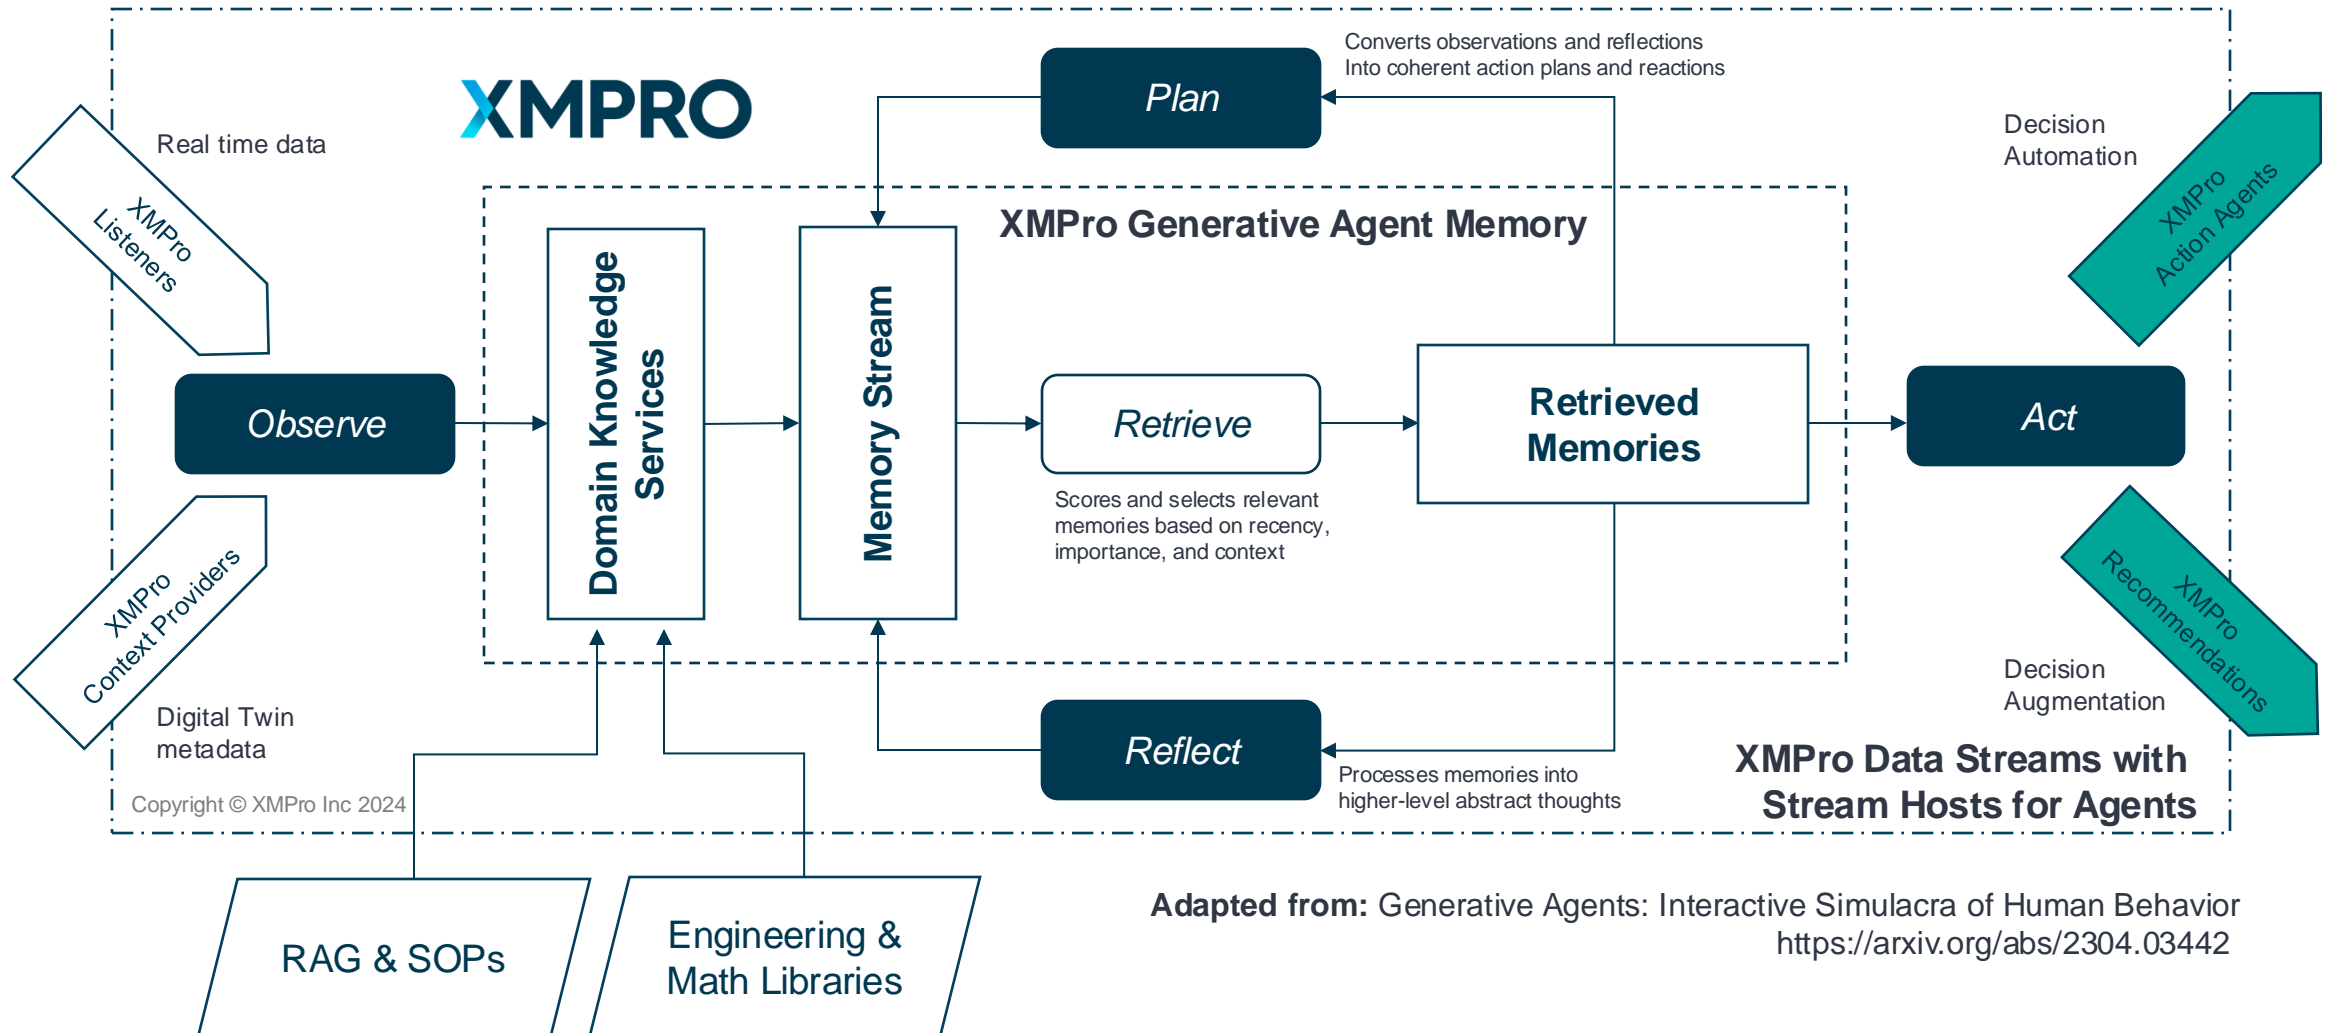 XMPRO
Converts observations and reflections
Into coherent action plans and reactions
Plan
Real time data
XMPro
Listeners
Decision
Automation
XMPro
Action Agents
XMPro Generative Agent Memory
Observe
Domain Knowledge
Services
Memory Stream
Retrieve
Scores and selects relevant
memories based on recency,
importance, and context
Retrieved
Memories
Act
XMPro
Context Providers
Digital Twin
metadata
Reflect
Processes memories into
higher-level abstract thoughts
Decision
Augmentation
XMPro
Recommendations
XMPro Data Streams with
Stream Hosts for Agents
Copyright © XMPro Inc 2024
RAG & SOPs
Engineering &
Math Libraries
Adapted from: Generative Agents: Interactive Simulacra of Human Behavior
https://arxiv.org/abs/2304.03442